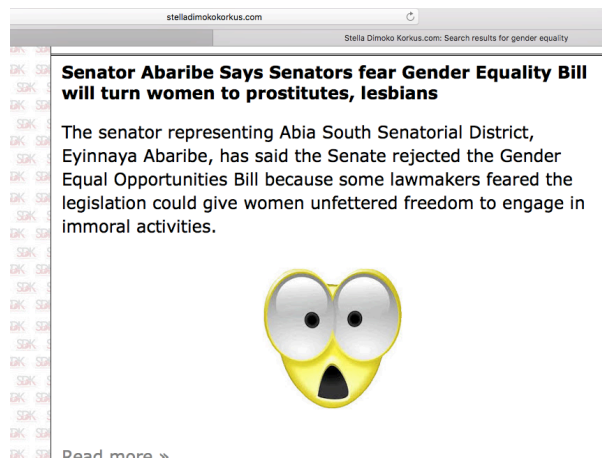 stelladimokokorkus.com
Stella Dimoko Korkus.com: Search results for gender equality
Senator Abaribe Says Senators fear Gender Equality Bill
will turn women to prostitutes, lesbians
The senator representing Abia South Senatorial District,
Eyinnaya Abaribe, has said the Senate rejected the Gender
Equal Opportunities Bill because some lawmakers feared the
legislation could give women unfettered freedom to engage in
immoral activities.
Read more »